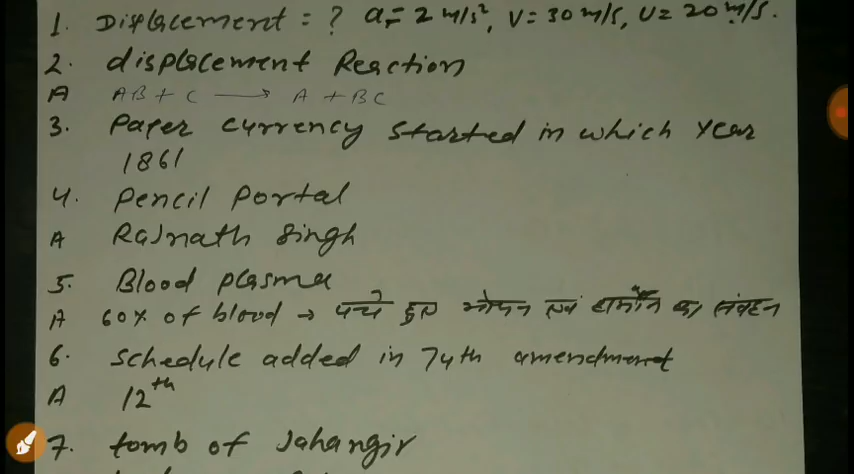 1. Displacement = ? a = 2 m/s², V = 30 m/s, U = 20 m/s.
2. displacement Reaction
A AB + C → A + BC
3. Paper currency started in which year
1861
4. Pencil Portal
A Rajnath Singh
5. Blood plasma
A 60% of blood → पचे हुए भोजन एवं का संवहन
6. Schedule added in 74th amendment
A 12th
7. tomb of Jahangir